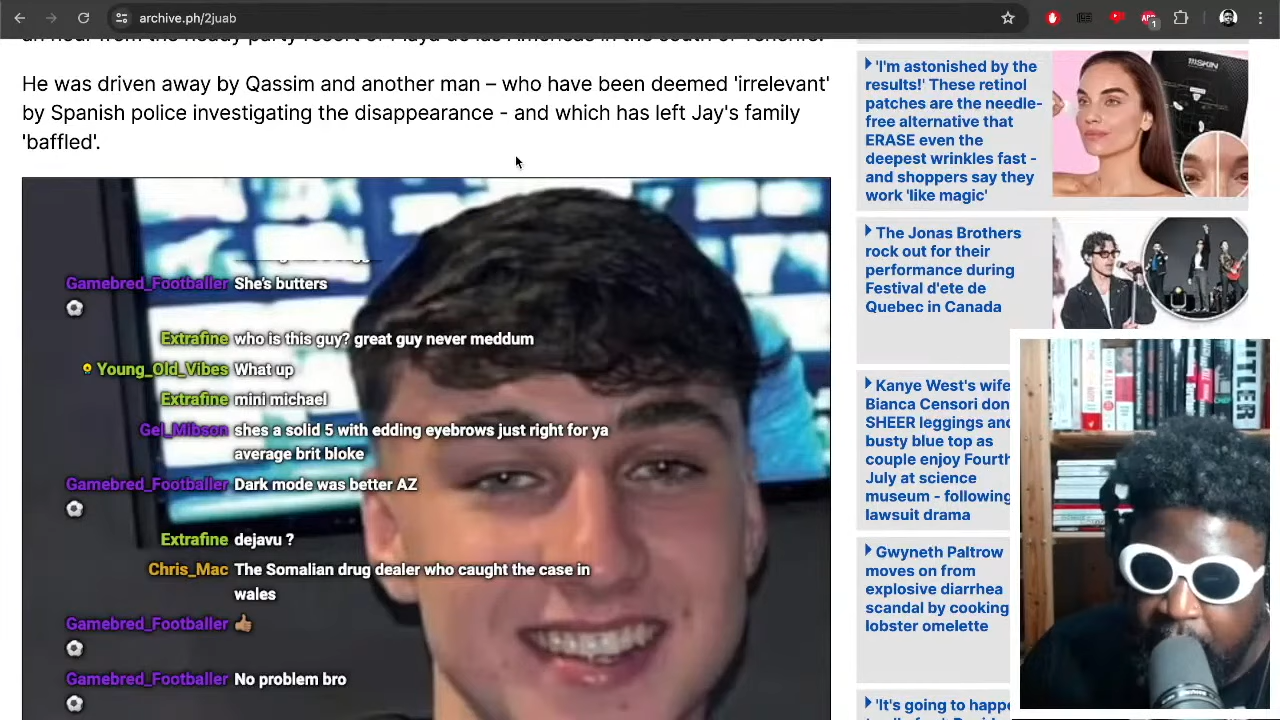 archive.ph/2juab
He was driven away by Qassim and another man – who have been deemed 'irrelevant'
by Spanish police investigating the disappearance - and which has left Jay's family
'baffled'.
Gamebred_Footballer She's butters
Extrafine who is this guy? great guy never meddum
Young_Old_Vibes What up
Extrafine mini michael
Gel_MIbson shes a solid 5 with edding eyebrows just right for ya
average brit bloke
Gamebred_Footballer Dark mode was better AZ
Extrafine dejavu ?
Chris_Mac The Somalian drug dealer who caught the case in
wales
Gamebred_Footballer 👍🏽
Gamebred_Footballer No problem bro
'I'm astonished by the
results!' These retinol
patches are the needle-
free alternative that
ERASE even the
deepest wrinkles fast -
and shoppers say they
work 'like magic'
The Jonas Brothers
rock out for their
performance during
Festival d'ete de
Quebec in Canada
Kanye West's wife
Bianca Censori don
SHEER leggings and
busty blue top as
couple enjoy Fourth
July at science
museum - following
lawsuit drama
Gwyneth Paltrow
moves on from
explosive diarrhea
scandal by cooking
lobster omelette
'It's going to happe